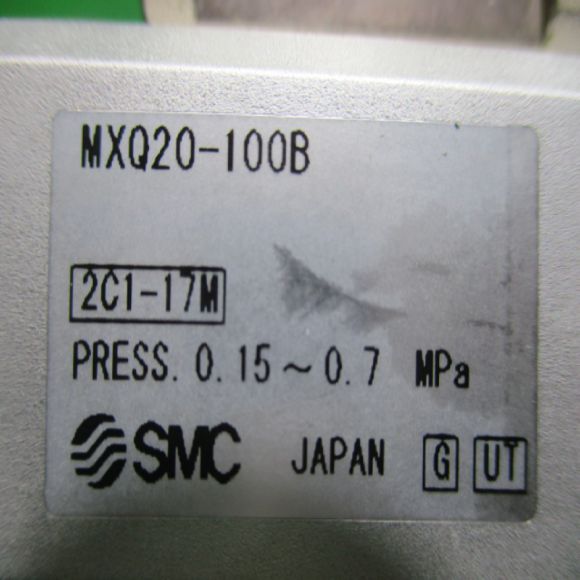 MXQ20-100B
2C1-17M
PRESS. 0.15~0.7 MPa
SMC JAPAN G UT